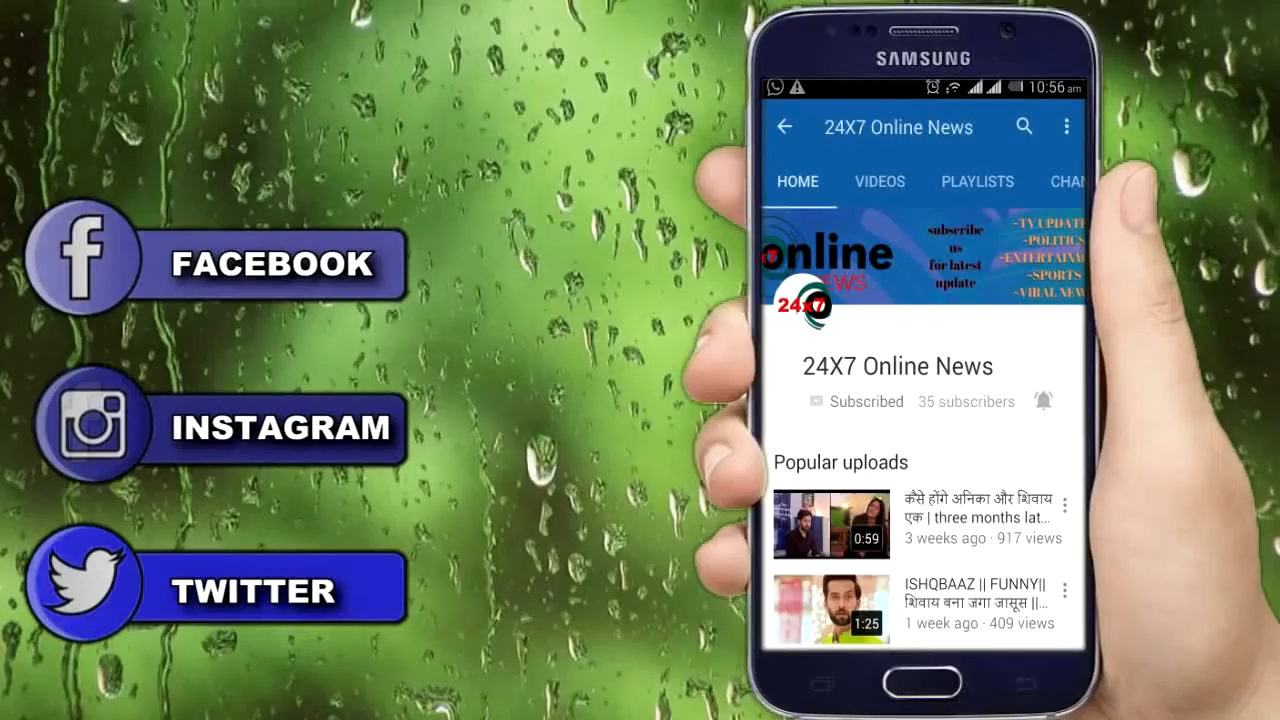 FACEBOOK
INSTAGRAM
TWITTER
SAMSUNG
10:56 am
24X7 Online News
HOME VIDEOS PLAYLISTS CHAN
online
NEWS
subscribe
us
for latest
update
~TV UPDAT
~POLITICS
~ENTERTAINM
~SPORTS
~VIRAL NEW
24x7
24X7 Online News
Subscribed 35 subscribers
Popular uploads
0:59
कैसे होंगे अनिका और शिवाय
एक | three months lat...
3 weeks ago · 917 views
1:25
ISHQBAAZ || FUNNY||
शिवाय बना जगा जासूस ||...
1 week ago · 409 views